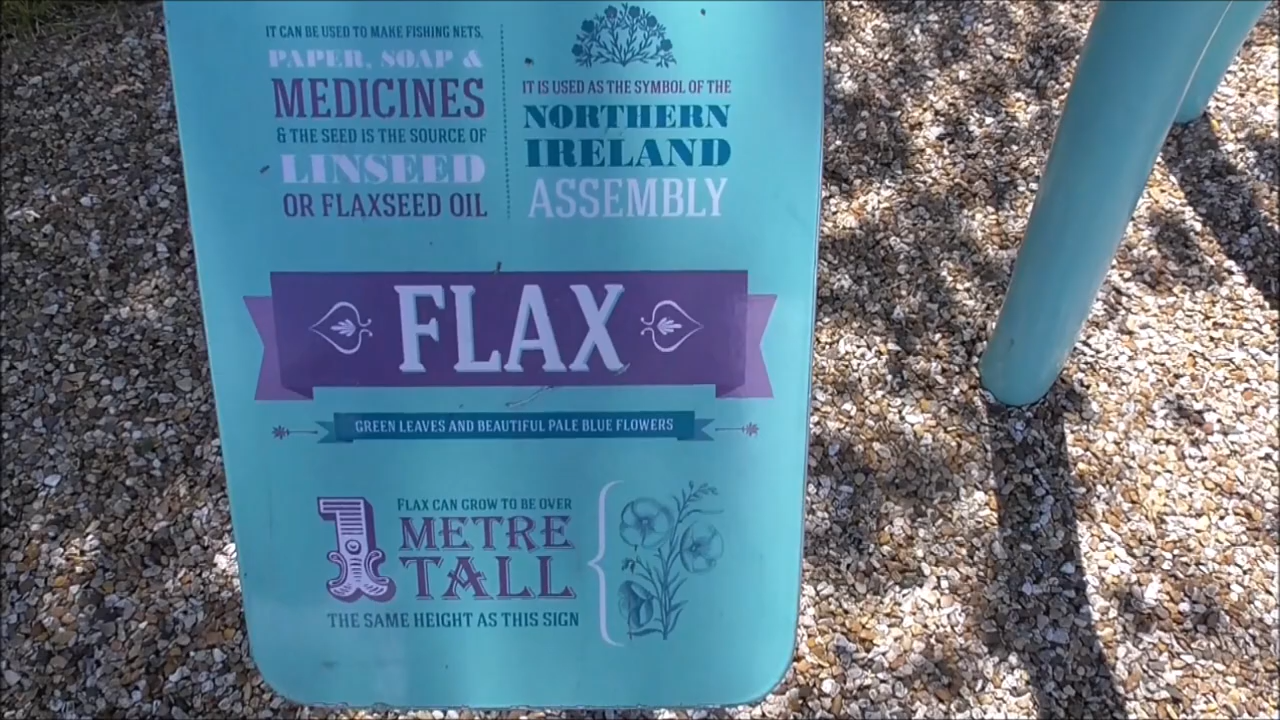 IT CAN BE USED TO MAKE FISHING NETS,
PAPER, SOAP &
MEDICINES
& THE SEED IS THE SOURCE OF
LINSEED
OR FLAXSEED OIL
IT IS USED AS THE SYMBOL OF THE
NORTHERN
IRELAND
ASSEMBLY
FLAX
GREEN LEAVES AND BEAUTIFUL PALE BLUE FLOWERS
1
FLAX CAN GROW TO BE OVER
METRE
TALL
THE SAME HEIGHT AS THIS SIGN